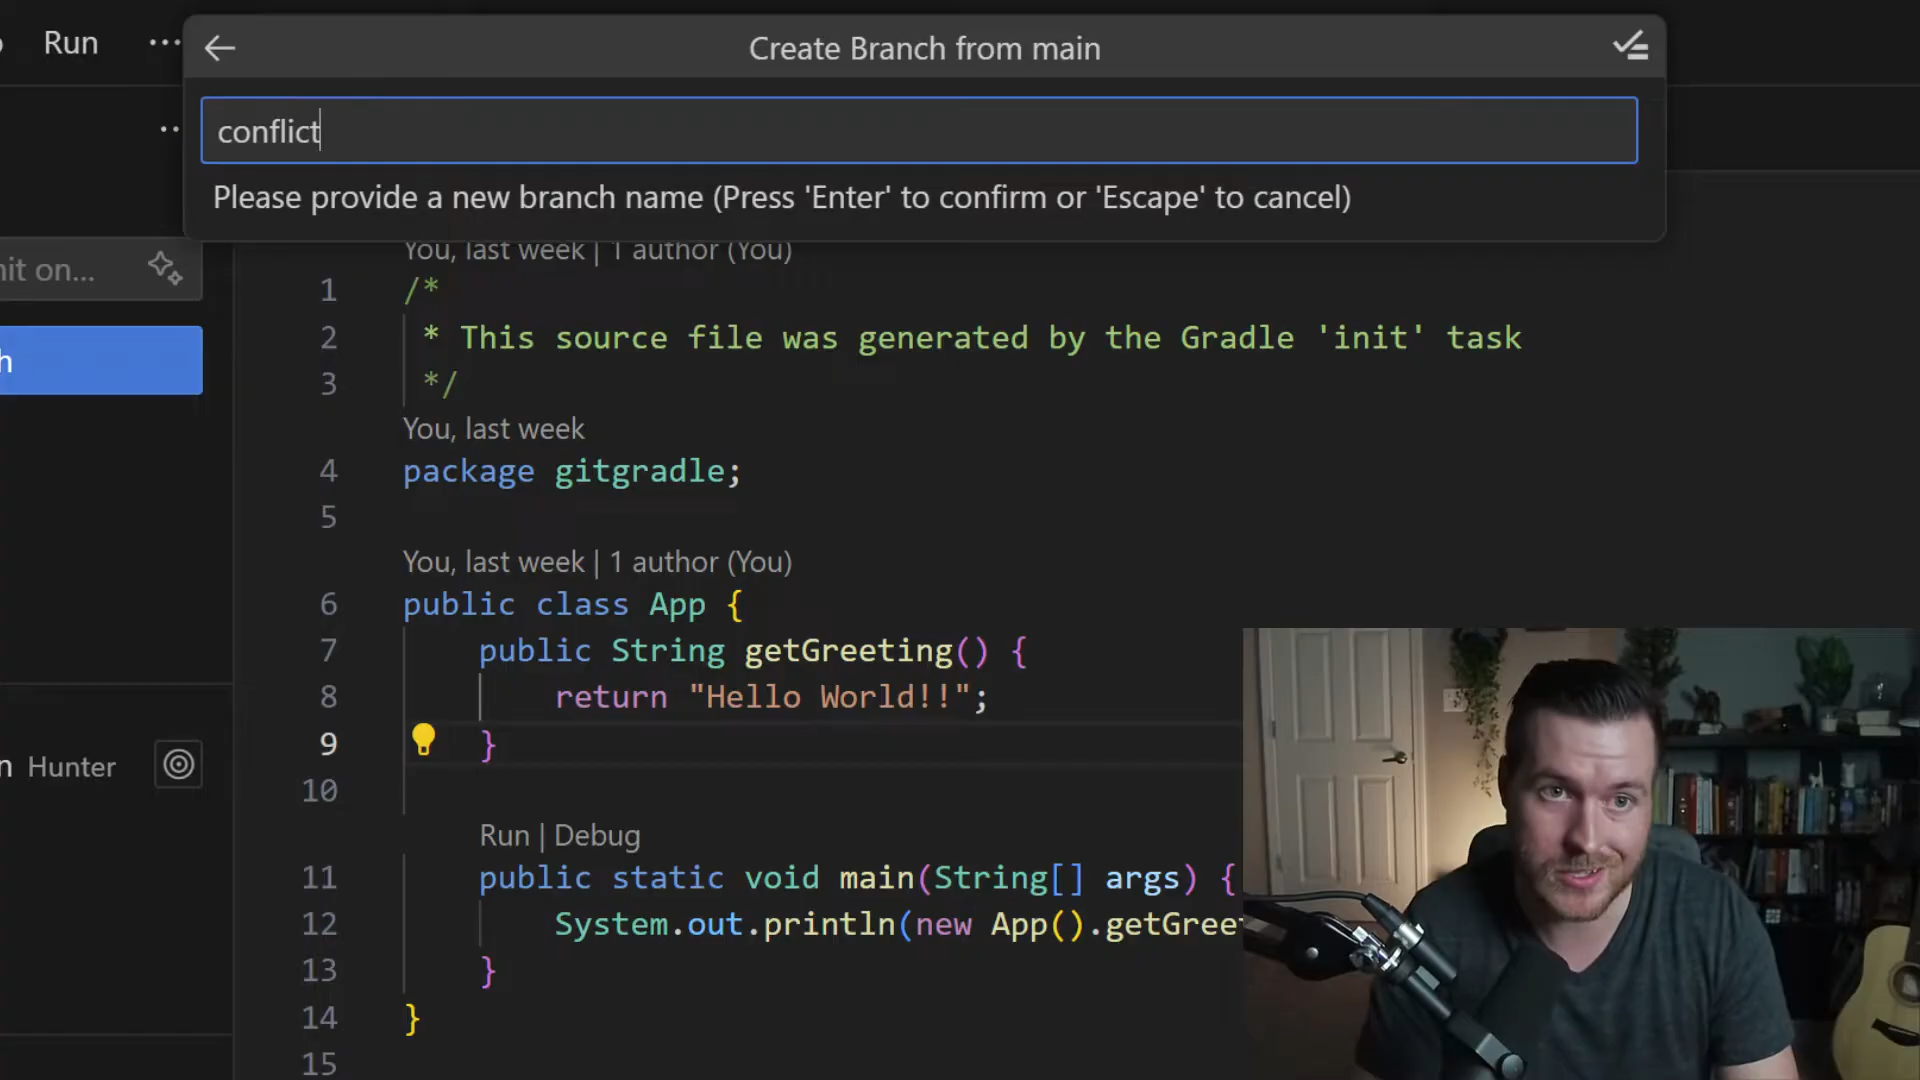 Run ...
Create Branch from main
conflict
Please provide a new branch name (Press 'Enter' to confirm or 'Escape' to cancel)
on...
You, last week | 1 author (You)
1 /*
2 * This source file was generated by the Gradle 'init' task
3 */
You, last week
4 package gitgradle;
5
You, last week | 1 author (You)
6 public class App {
7 public String getGreeting() {
8 return "Hello World!!";
9 }
Hunter
10
Run | Debug
11 public static void main(String[] args) {
12 System.out.println(new App().getGree
13 }
14 }
15